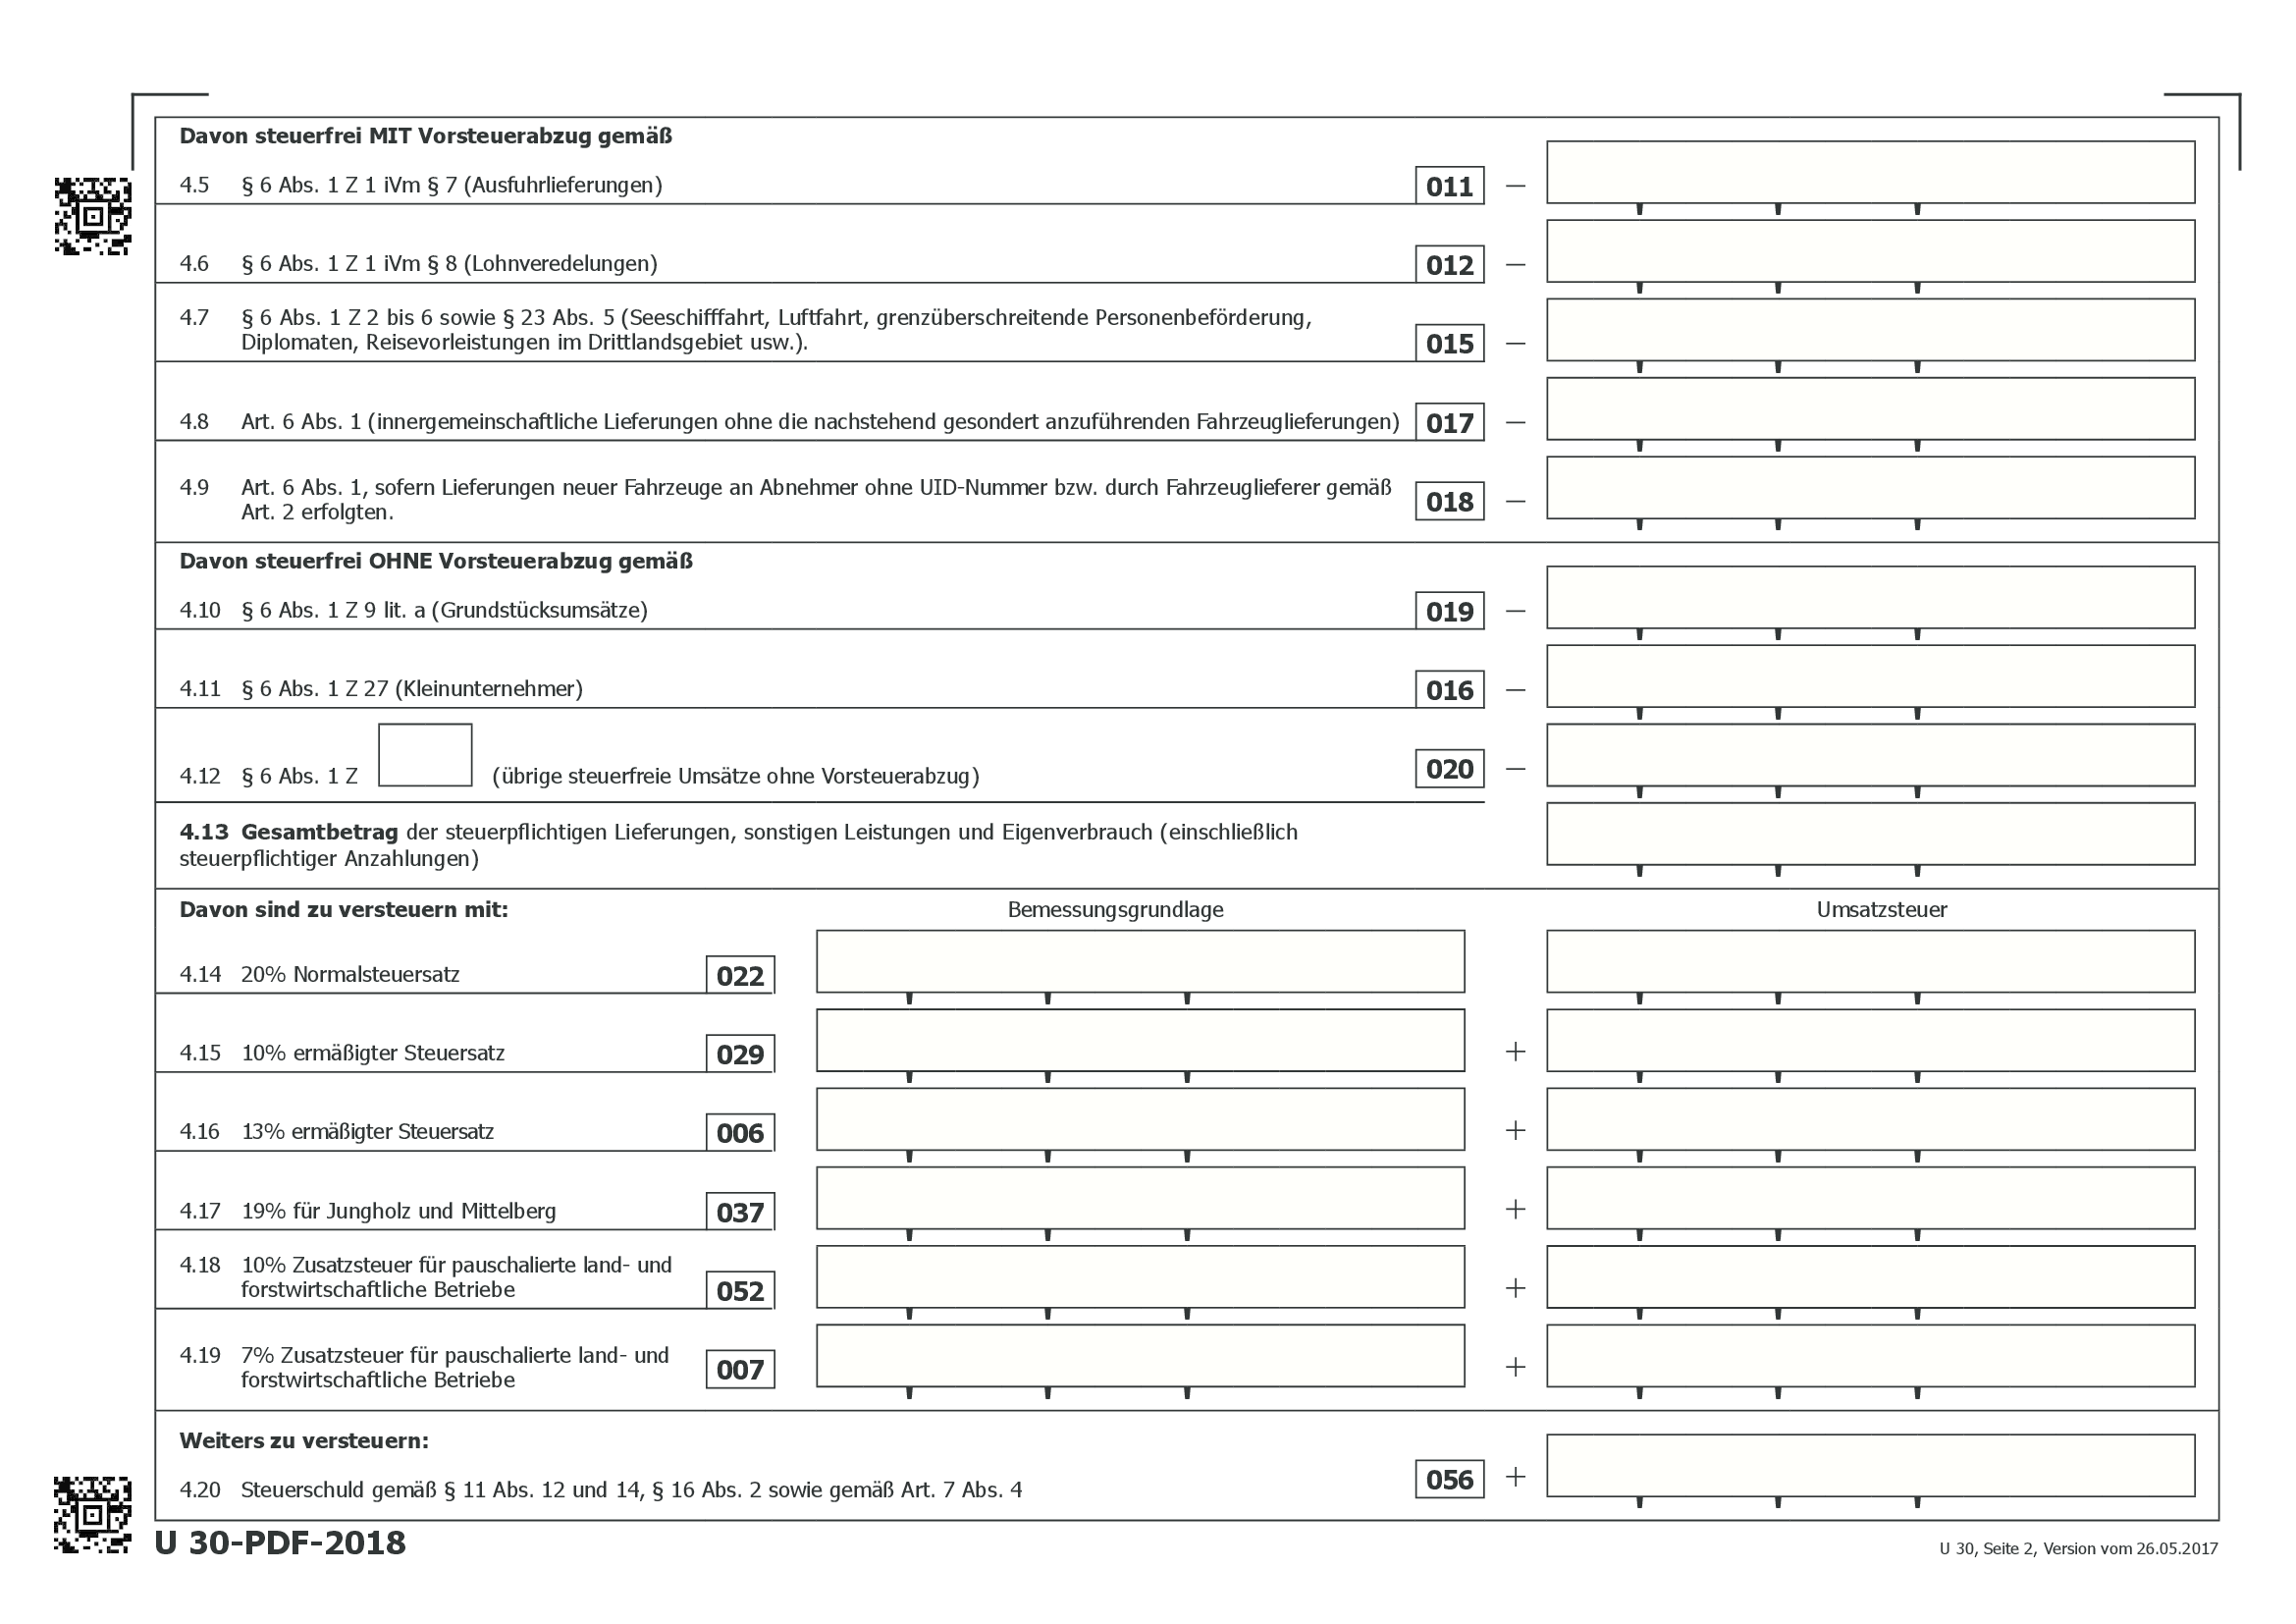 Davon steuerfrei MIT Vorsteuerabzug gemäß
4.5 § 6 Abs. 1 Z 1 iVm § 7 (Ausfuhrlieferungen) 011 –
4.6 § 6 Abs. 1 Z 1 iVm § 8 (Lohnveredelungen) 012 –
4.7 § 6 Abs. 1 Z 2 bis 6 sowie § 23 Abs. 5 (Seeschifffahrt, Luftfahrt, grenzüberschreitende Personenbeförderung,
Diplomaten, Reisevorleistungen im Drittlandsgebiet usw.). 015 –
4.8 Art. 6 Abs. 1 (innergemeinschaftliche Lieferungen ohne die nachstehend gesondert anzuführenden Fahrzeuglieferungen) 017 –
4.9 Art. 6 Abs. 1, sofern Lieferungen neuer Fahrzeuge an Abnehmer ohne UID-Nummer bzw. durch Fahrzeuglieferer gemäß
Art. 2 erfolgten. 018 –
Davon steuerfrei OHNE Vorsteuerabzug gemäß
4.10 § 6 Abs. 1 Z 9 lit. a (Grundstücksumsätze) 019 –
4.11 § 6 Abs. 1 Z 27 (Kleinunternehmer) 016 –
4.12 § 6 Abs. 1 Z (übrige steuerfreie Umsätze ohne Vorsteuerabzug) 020 –
4.13 Gesamtbetrag der steuerpflichtigen Lieferungen, sonstigen Leistungen und Eigenverbrauch (einschließlich
steuerpflichtiger Anzahlungen)
Davon sind zu versteuern mit: Bemessungsgrundlage Umsatzsteuer
4.14 20% Normalsteuersatz 022
4.15 10% ermäßigter Steuersatz 029 +
4.16 13% ermäßigter Steuersatz 006 +
4.17 19% für Jungholz und Mittelberg 037 +
4.18 10% Zusatzsteuer für pauschalierte land- und
forstwirtschaftliche Betriebe 052 +
4.19 7% Zusatzsteuer für pauschalierte land- und
forstwirtschaftliche Betriebe 007 +
Weiters zu versteuern:
4.20 Steuerschuld gemäß § 11 Abs. 12 und 14, § 16 Abs. 2 sowie gemäß Art. 7 Abs. 4 056 +
U 30-PDF-2018 U 30, Seite 2, Version vom 26.05.2017